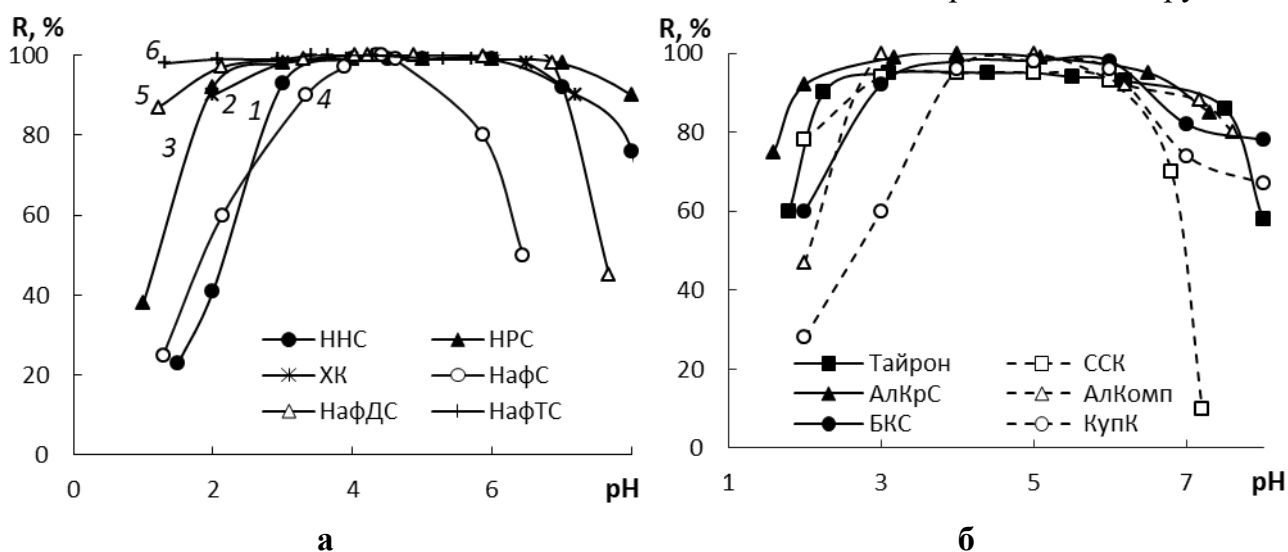 R, %
100
80
60
40
20
0
0
2
4
6
pH
6
5
3
2
1
4
ННС
НРС
ХК
НафС
НафДС
НафТС
а
R, %
100
80
60
40
20
0
1
3
5
7
pH
Тайрон
ССК
АлКрС
АлКомп
БКС
КупК
б